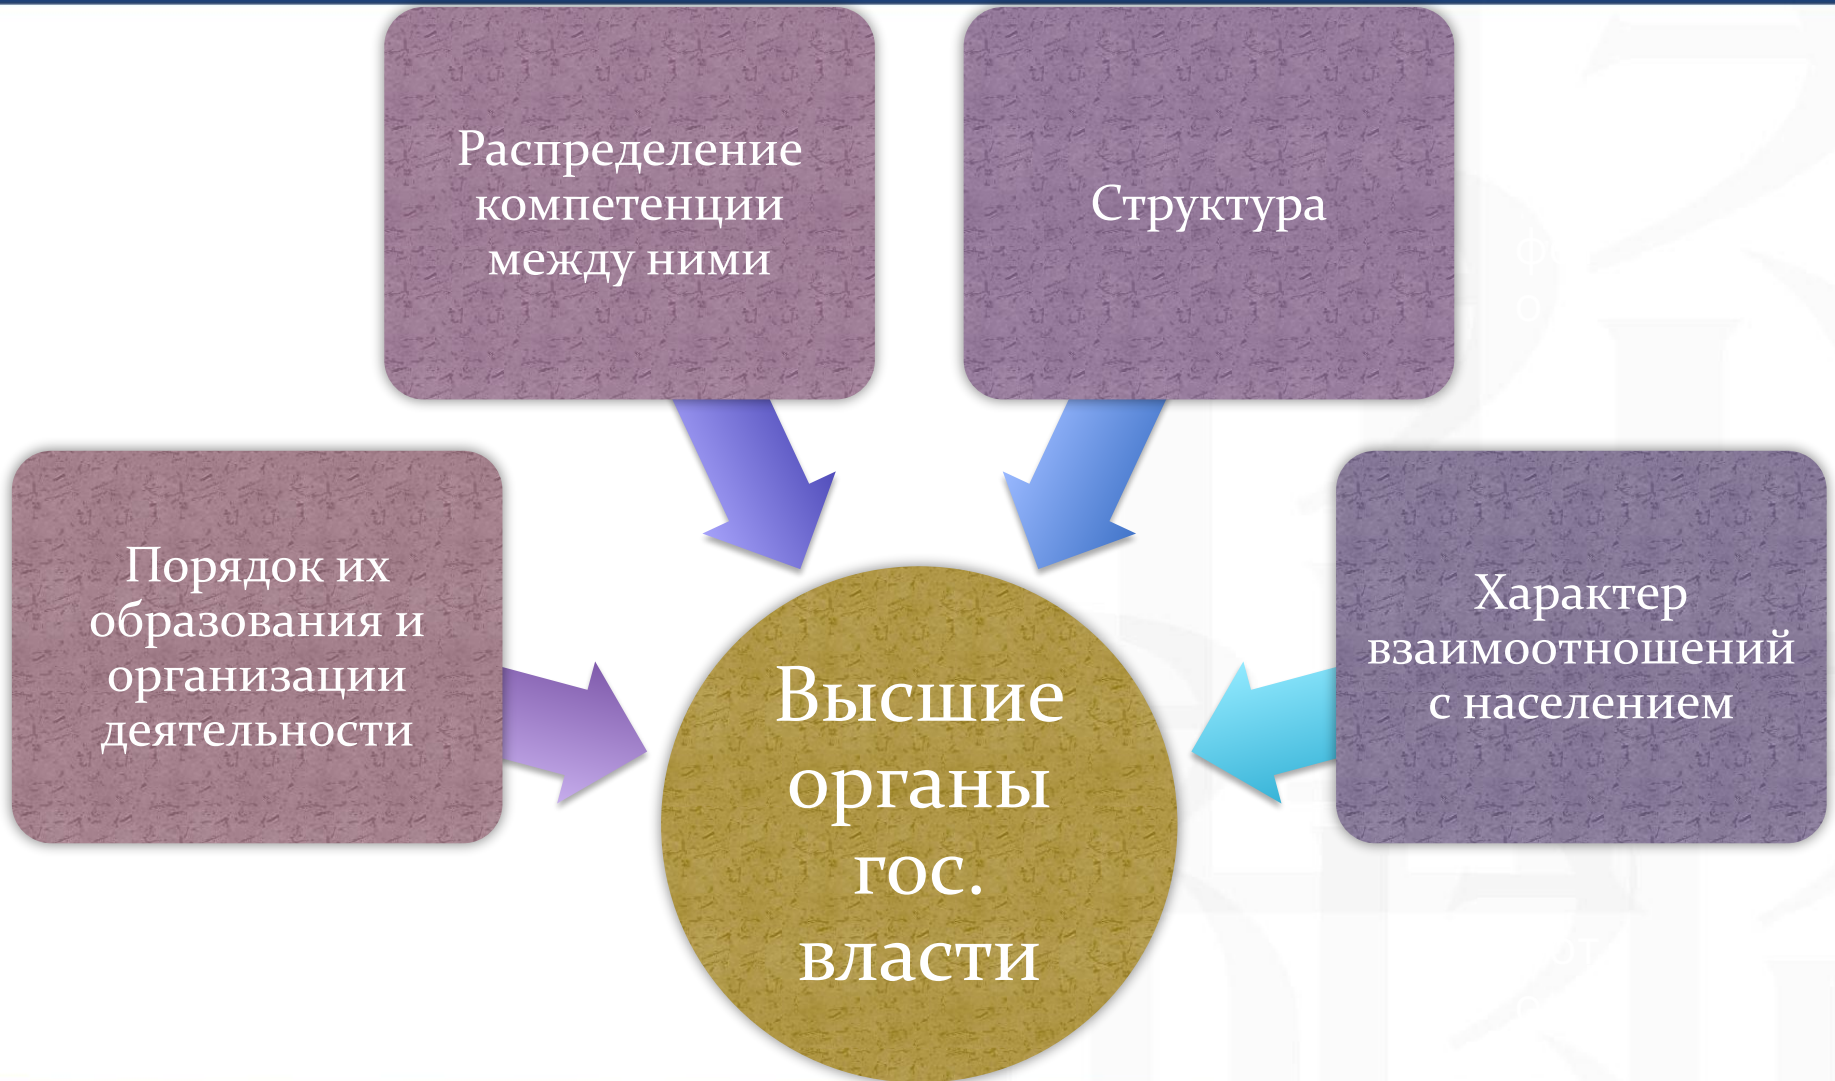 Распределение
компетенции
между ними
Структура
Порядок их
образования и
организации
деятельности
Характер
взаимоотношений
с населением
Высшие
органы
гос.
власти